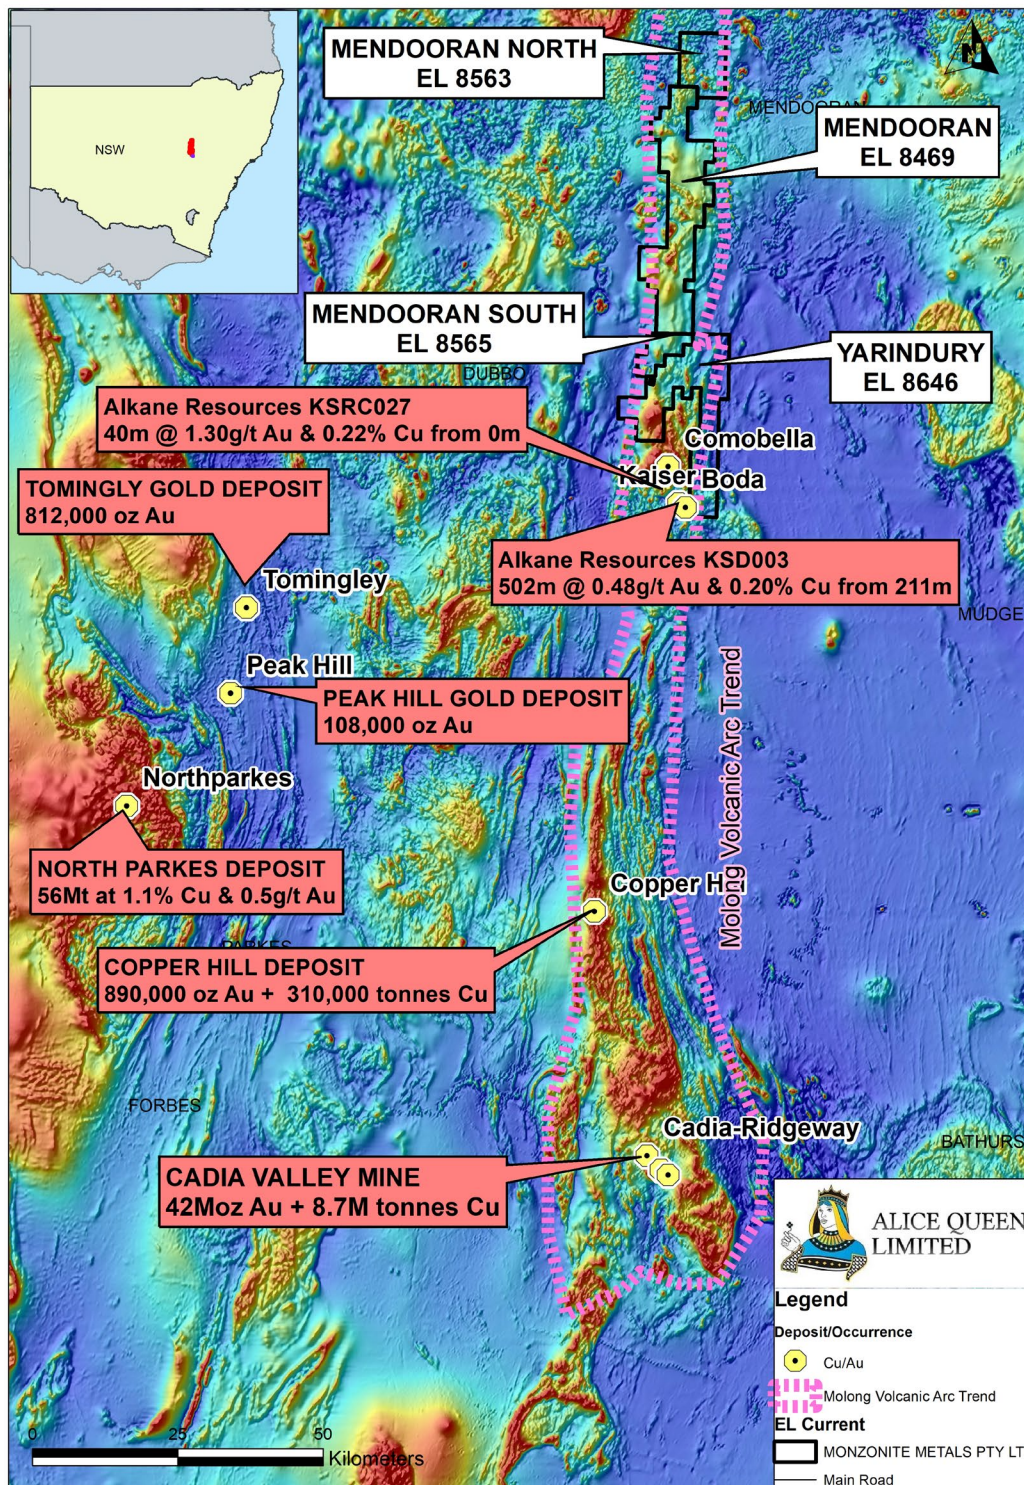 MENDOORAN NORTH
EL 8563
N
MENDOORAN
MENDOORAN
EL 8469
NSW
MENDOORAN SOUTH
EL 8565
YARINDURY
EL 8646
DUBBO
Alkane Resources KSRC027
40m @ 1.30g/t Au & 0.22% Cu from 0m
Comobella
Kaiser
Boda
TOMINGLY GOLD DEPOSIT
812,000 oz Au
Alkane Resources KSD003
502m @ 0.48g/t Au & 0.20% Cu from 211m
Tomingley
MUDGE
Peak Hill
PEAK HILL GOLD DEPOSIT
108,000 oz Au
Molong Volcanic Arc Trend
Northparkes
NORTH PARKES DEPOSIT
56Mt at 1.1% Cu & 0.5g/t Au
Copper Hill
PARKES
COPPER HILL DEPOSIT
890,000 oz Au + 310,000 tonnes Cu
FORBES
Cadia-Ridgeway
BATHURS
CADIA VALLEY MINE
42Moz Au + 8.7M tonnes Cu
ALICE QUEEN
LIMITED
Legend
Deposit/Occurrence
Cu/Au
Molong Volcanic Arc Trend
EL Current
MONZONITE METALS PTY LT
Main Road
0 25 50
Kilometers